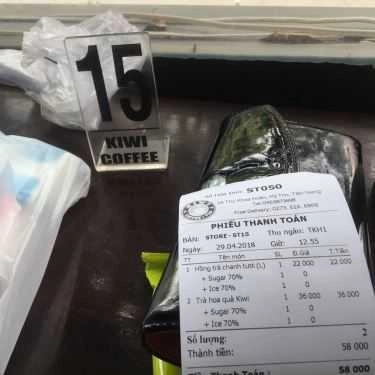 15
KIWI
COFFEE
ST050
PHIẾU THANH TOÁN
BÀN: STORE - ST15 Thu ngân: TKH1
Ngày: 29.04.2018 Giờ: 12.55
TT Tên món SL Đ.Giá T.Tiền
1 Hồng trà chanh tươi (L) 1 22 000 22 000
+ Sugar 70% 1 0
+ Ice 70% 1 0
2 Trà hoa quả Kiwi 1 36 000 36 000
+ Sugar 70% 1 0
+ Ice 70% 1 0
Số lượng: 2
Thành tiền: 58 000
Thanh Toán: 58 000